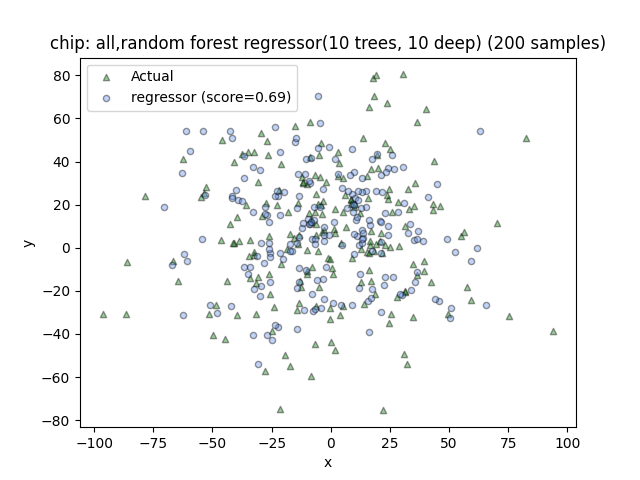 chip: all,random forest regressor(10 trees, 10 deep) (200 samples)
Actual
regressor (score=0.69)
80
60
40
20
0
−20
−40
−60
−80
y
−100 −75 −50 −25 0 25 50 75 100
x